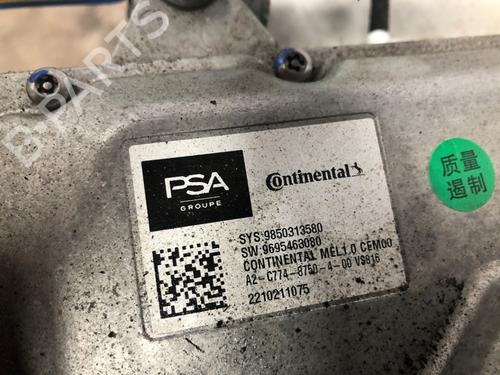 B-PARTS
PSA
GROUPE
Continental
SYS:9850313580
SW:9695463080
CONTINENTAL MEL1.0 CEM00
A2-C774-8750-4-00 VS816
2210211075
质量
遏制